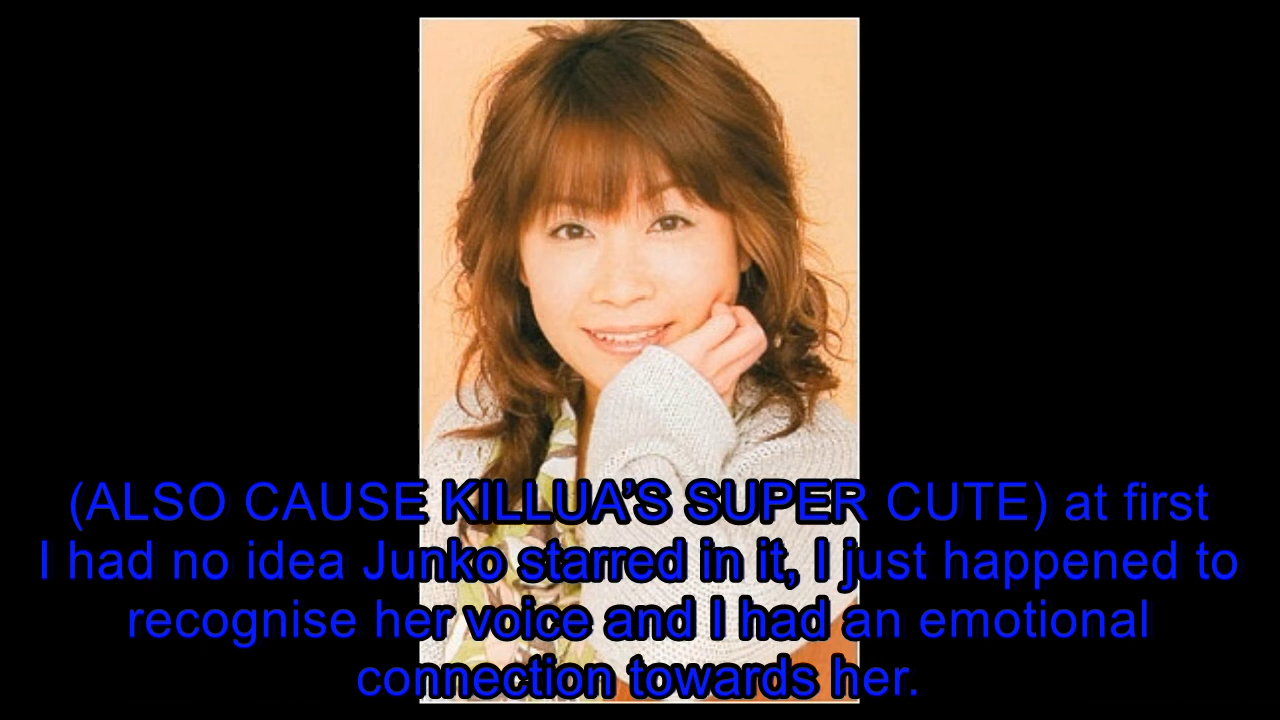 (ALSO CAUSE KILLUA’S SUPER CUTE) at first
I had no idea Junko starred in it, I just happened to
recognise her voice and I had an emotional
connection towards her.